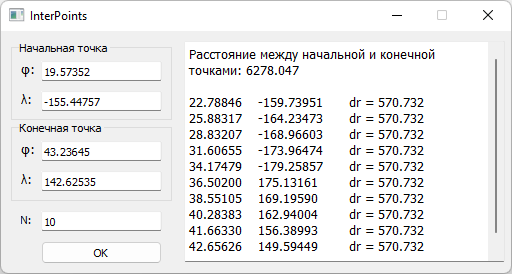 InterPoints
Начальная точка
φ: 19.57352
λ: -155.44757
Конечная точка
φ: 43.23645
λ: 142.62535
N: 10
OK
Расстояние между начальной и конечной
точками: 6278.047
22.78846 -159.73951 dr = 570.732
25.88317 -164.23473 dr = 570.732
28.83207 -168.96603 dr = 570.732
31.60655 -173.96474 dr = 570.732
34.17479 -179.25857 dr = 570.732
36.50200 175.13161 dr = 570.732
38.55105 169.19590 dr = 570.732
40.28383 162.94004 dr = 570.732
41.66330 156.38993 dr = 570.732
42.65626 149.59449 dr = 570.732